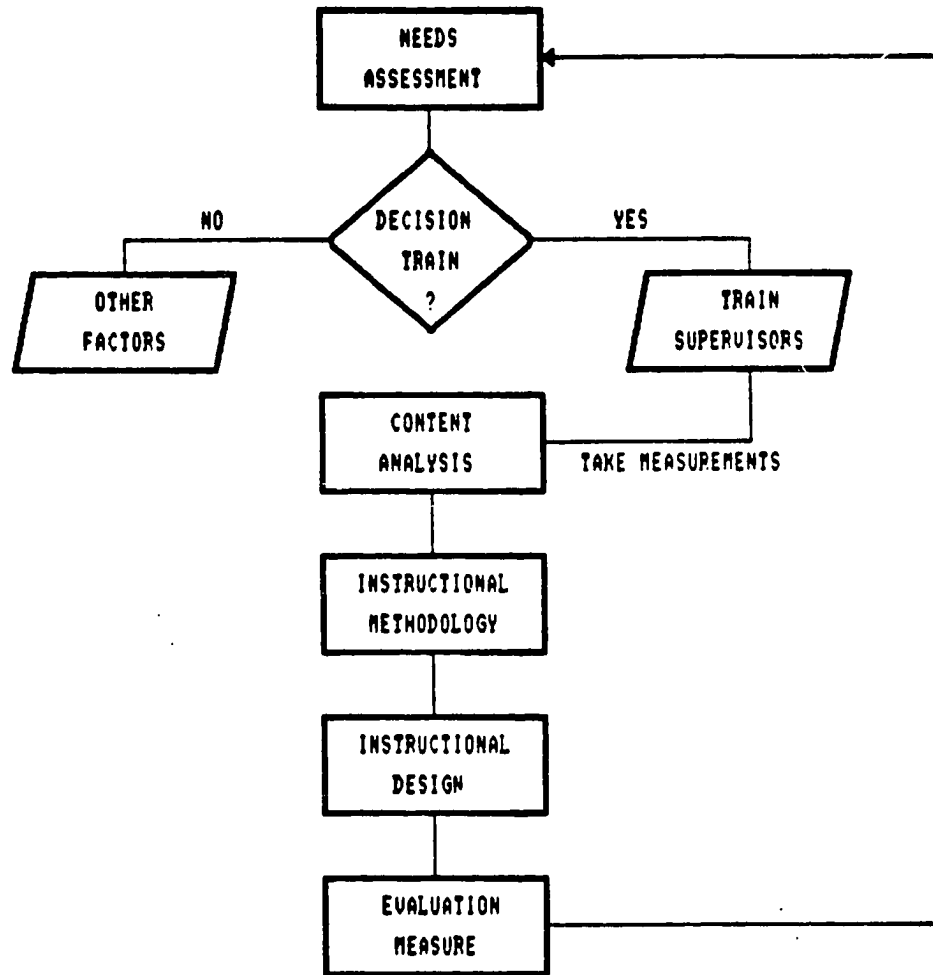 NEEDS
ASSESSMENT
NO
DECISION
TRAIN
?
YES
OTHER
FACTORS
TRAIN
SUPERVISORS
CONTENT
ANALYSIS
TAKE MEASUREMENTS
INSTRUCTIONAL
METHODOLOGY
INSTRUCTIONAL
DESIGN
EVALUATION
MEASURE